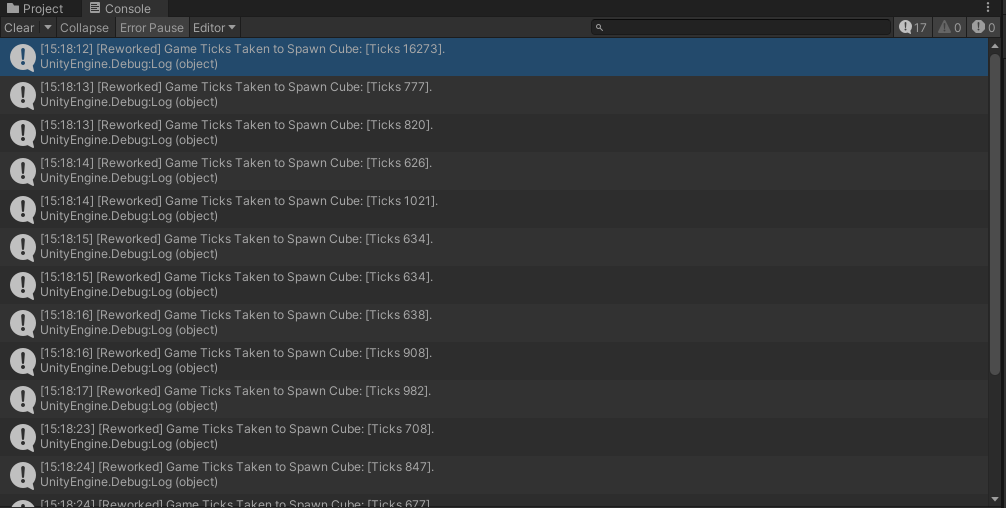 Project Console
Clear Collapse Error Pause Editor 17 0 0
[15:18:12] [Reworked] Game Ticks Taken to Spawn Cube: [Ticks 16273].
UnityEngine.Debug:Log (object)
[15:18:13] [Reworked] Game Ticks Taken to Spawn Cube: [Ticks 777].
UnityEngine.Debug:Log (object)
[15:18:13] [Reworked] Game Ticks Taken to Spawn Cube: [Ticks 820].
UnityEngine.Debug:Log (object)
[15:18:14] [Reworked] Game Ticks Taken to Spawn Cube: [Ticks 626].
UnityEngine.Debug:Log (object)
[15:18:14] [Reworked] Game Ticks Taken to Spawn Cube: [Ticks 1021].
UnityEngine.Debug:Log (object)
[15:18:15] [Reworked] Game Ticks Taken to Spawn Cube: [Ticks 634].
UnityEngine.Debug:Log (object)
[15:18:15] [Reworked] Game Ticks Taken to Spawn Cube: [Ticks 634].
UnityEngine.Debug:Log (object)
[15:18:16] [Reworked] Game Ticks Taken to Spawn Cube: [Ticks 638].
UnityEngine.Debug:Log (object)
[15:18:16] [Reworked] Game Ticks Taken to Spawn Cube: [Ticks 908].
UnityEngine.Debug:Log (object)
[15:18:17] [Reworked] Game Ticks Taken to Spawn Cube: [Ticks 982].
UnityEngine.Debug:Log (object)
[15:18:23] [Reworked] Game Ticks Taken to Spawn Cube: [Ticks 708].
UnityEngine.Debug:Log (object)
[15:18:24] [Reworked] Game Ticks Taken to Spawn Cube: [Ticks 847].
UnityEngine.Debug:Log (object)
[15:18:24] [Reworked] Game Ticks Taken to Spawn Cube: [Ticks 677].